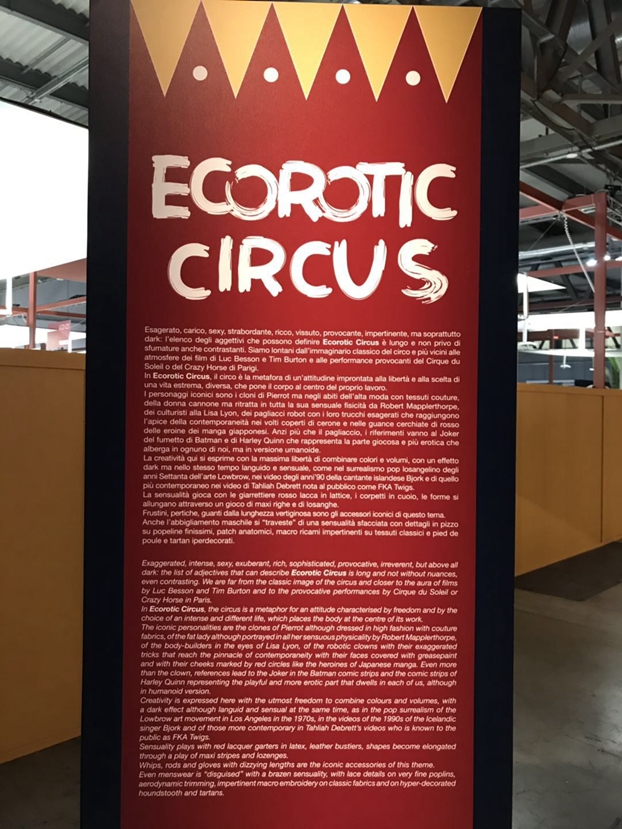 ECOROTIC
CIRCUS
Esagerato, carico, sexy, strabordante, ricco, vissuto, provocante, impertinente, ma soprattutto
dark: l'elenco degli aggettivi che possono definire Ecorotic Circus è lungo e non privo di
sfumature anche contrastanti. Siamo lontani dall'immaginario classico del circo e più vicini alle
atmosfere dei film di Luc Besson e Tim Burton e alle performance provocanti del Cirque du
Soleil o del Crazy Horse di Parigi.
In Ecorotic Circus, il circo è la metafora di un'attitudine improntata alla libertà e alla scelta di
una vita estrema, diversa, che pone il corpo al centro del proprio lavoro.
I personaggi iconici sono i cloni di Pierrot ma negli abiti dell'alta moda con tessuti couture,
della donna cannone ma ritratta in tutta la sua sensuale fisicità da Robert Mapplerthorpe,
dei culturisti alla Lisa Lyon, dei pagliacci robot con i loro trucchi esagerati che raggiungono
l'apice della contemporaneità nei volti coperti di cerone e nelle guance cerchiate di rosso
delle eroine dei manga giapponesi. Anzi più che il pagliaccio, i riferimenti vanno al Joker
del fumetto di Batman e di Harley Quinn che rappresenta la parte giocosa e più erotica che
alberga in ognuno di noi, ma in versione umanoide.
La creatività qui si esprime con la massima libertà di combinare colori e volumi, con un effetto
dark ma nello stesso tempo languido e sensuale, come nel surrealismo pop losangelino degli
anni Settanta dell'arte Lowbrow, nei video degli anni'90 della cantante islandese Bjork e di quello
più contemporaneo nei video di Tahliah Debrett nota al pubblico come FKA Twigs.
La sensualità gioca con le giarrettiere rosso lacca in lattice, i corpetti in cuoio, le forme si
allungano attraverso un gioco di maxi righe e di losanghe.
Frustini, pertiche, guanti dalla lunghezza vertiginosa sono gli accessori iconici di questo tema.
Anche l'abbigliamento maschile si "traveste" di una sensualità sfacciata con dettagli in pizzo
su popeline finissimi, patch anatomici, macro ricami impertinenti su tessuti classici e pied de
poule e tartan iperdecorati.
Exaggerated, intense, sexy, exuberant, rich, sophisticated, provocative, irreverent, but above all
dark: the list of adjectives that can describe Ecorotic Circus is long and not without nuances,
even contrasting. We are far from the classic image of the circus and closer to the aura of films
by Luc Besson and Tim Burton and to the provocative performances by Cirque du Soleil or
Crazy Horse in Paris.
In Ecorotic Circus, the circus is a metaphor for an attitude characterised by freedom and by the
choice of an intense and different life, which places the body at the centre of its work.
The iconic personalities are the clones of Pierrot although dressed in high fashion with couture
fabrics, of the fat lady although portrayed in all her sensuous physicality by Robert Mapplerthorpe,
of the body-builders in the eyes of Lisa Lyon, of the robotic clowns with their exaggerated
tricks that reach the pinnacle of contemporaneity with their faces covered with greasepaint
and with their cheeks marked by red circles like the heroines of Japanese manga. Even more
than the clown, references lead to the Joker in the Batman comic strips and the comic strips of
Harley Quinn representing the playful and more erotic part that dwells in each of us, although
in humanoid version.
Creativity is expressed here with the utmost freedom to combine colours and volumes, with
a dark effect although languid and sensual at the same time, as in the pop surrealism of the
Lowbrow art movement in Los Angeles in the 1970s, in the videos of the 1990s of the Icelandic
singer Bjork and of those more contemporary in Tahliah Debrett's videos who is known to the
public as FKA Twigs.
Sensuality plays with red lacquer garters in latex, leather bustiers, shapes become elongated
through a play of maxi stripes and lozenges.
Whips, rods and gloves with dizzying lengths are the iconic accessories of this theme.
Even menswear is "disguised" with a brazen sensuality, with lace details on very fine poplins,
aerodynamic trimming, impertinent macro embroidery on classic fabrics and on hyper-decorated
houndstooth and tartans.